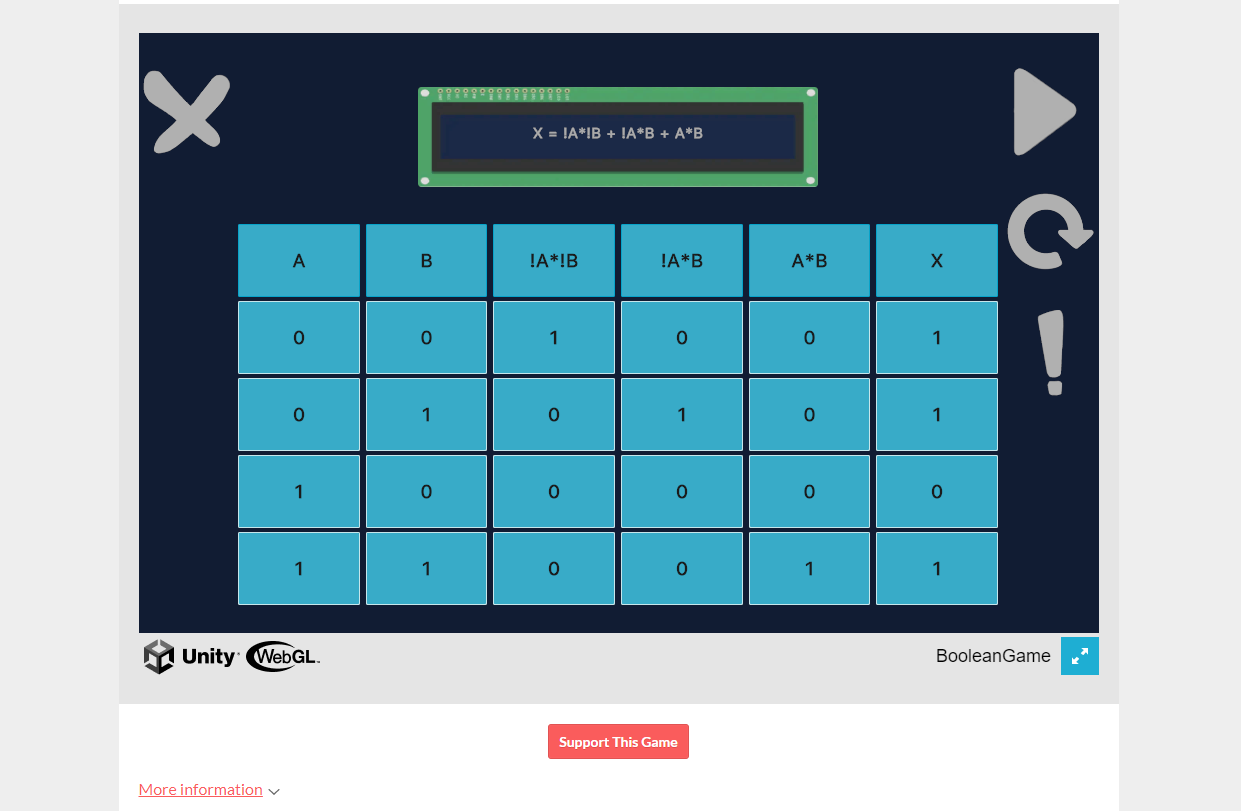 X = !A*!B + !A*B + A*B
A B !A*!B !A*B A*B X
0 0 1 0 0 1
0 1 0 1 0 1
1 0 0 0 0 0
1 1 0 0 1 1
Unity WebGL.
BooleanGame
Support This Game
More information